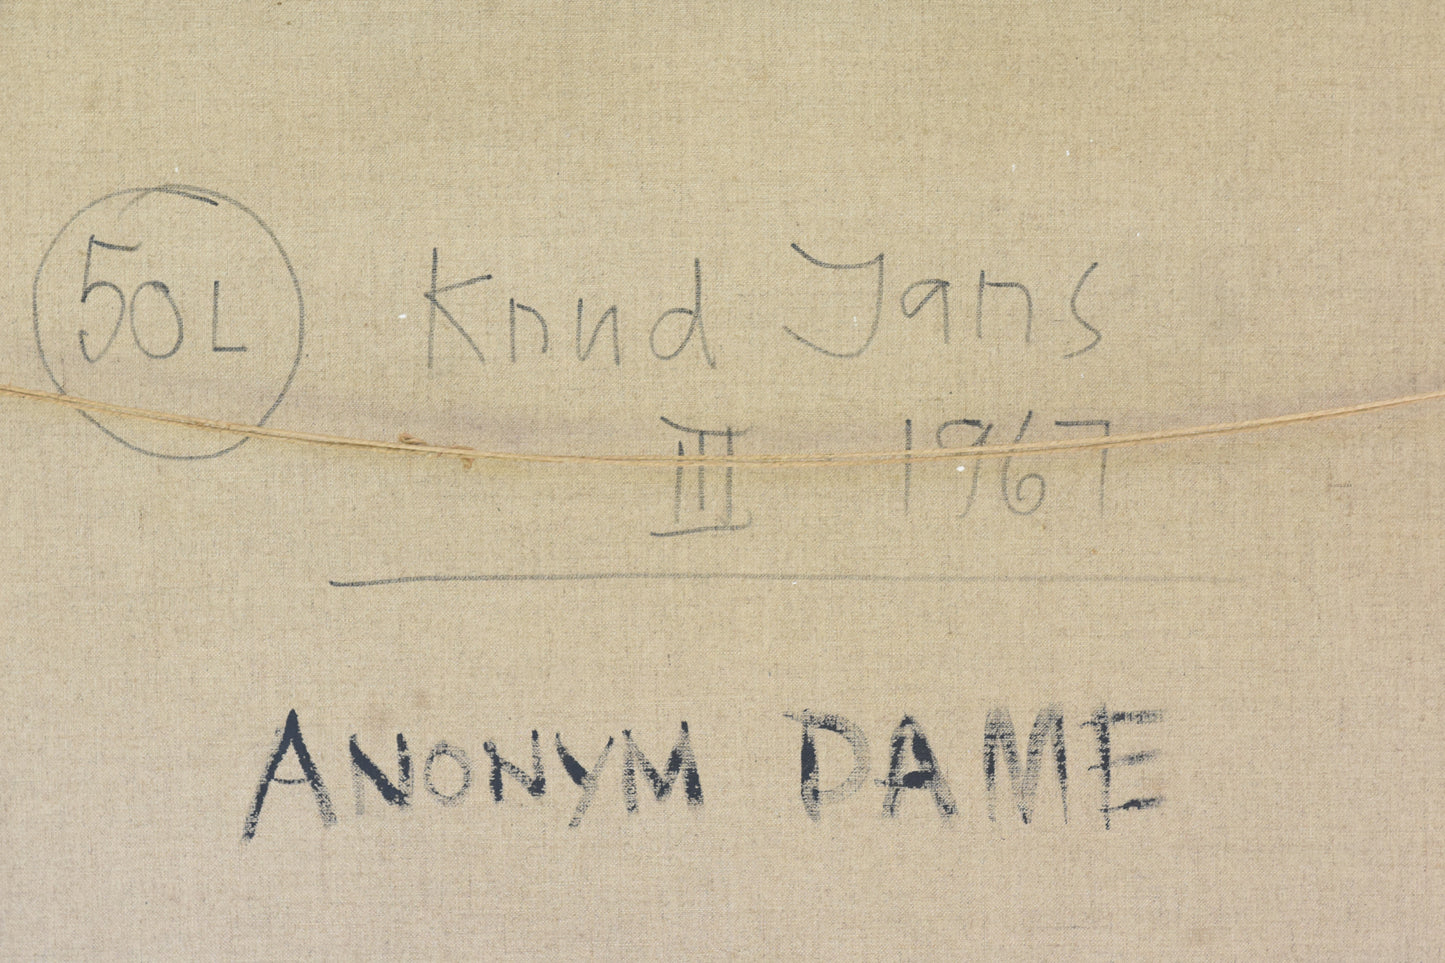 50L Knud Jans
III 1967
ANONYM DAME